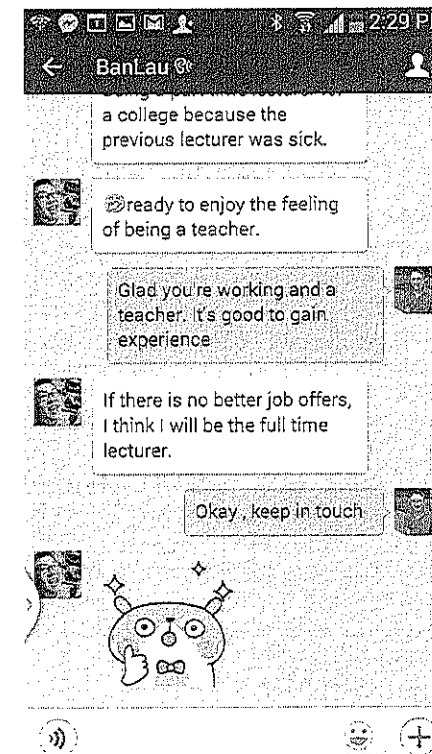 2:29 P
BanLau
a college because the
previous lecturer was sick.
ready to enjoy the feeling
of being a teacher.
Glad you're working and a
teacher. It's good to gain
experience
If there is no better job offers,
I think I will be the full time
lecturer.
Okay , keep in touch